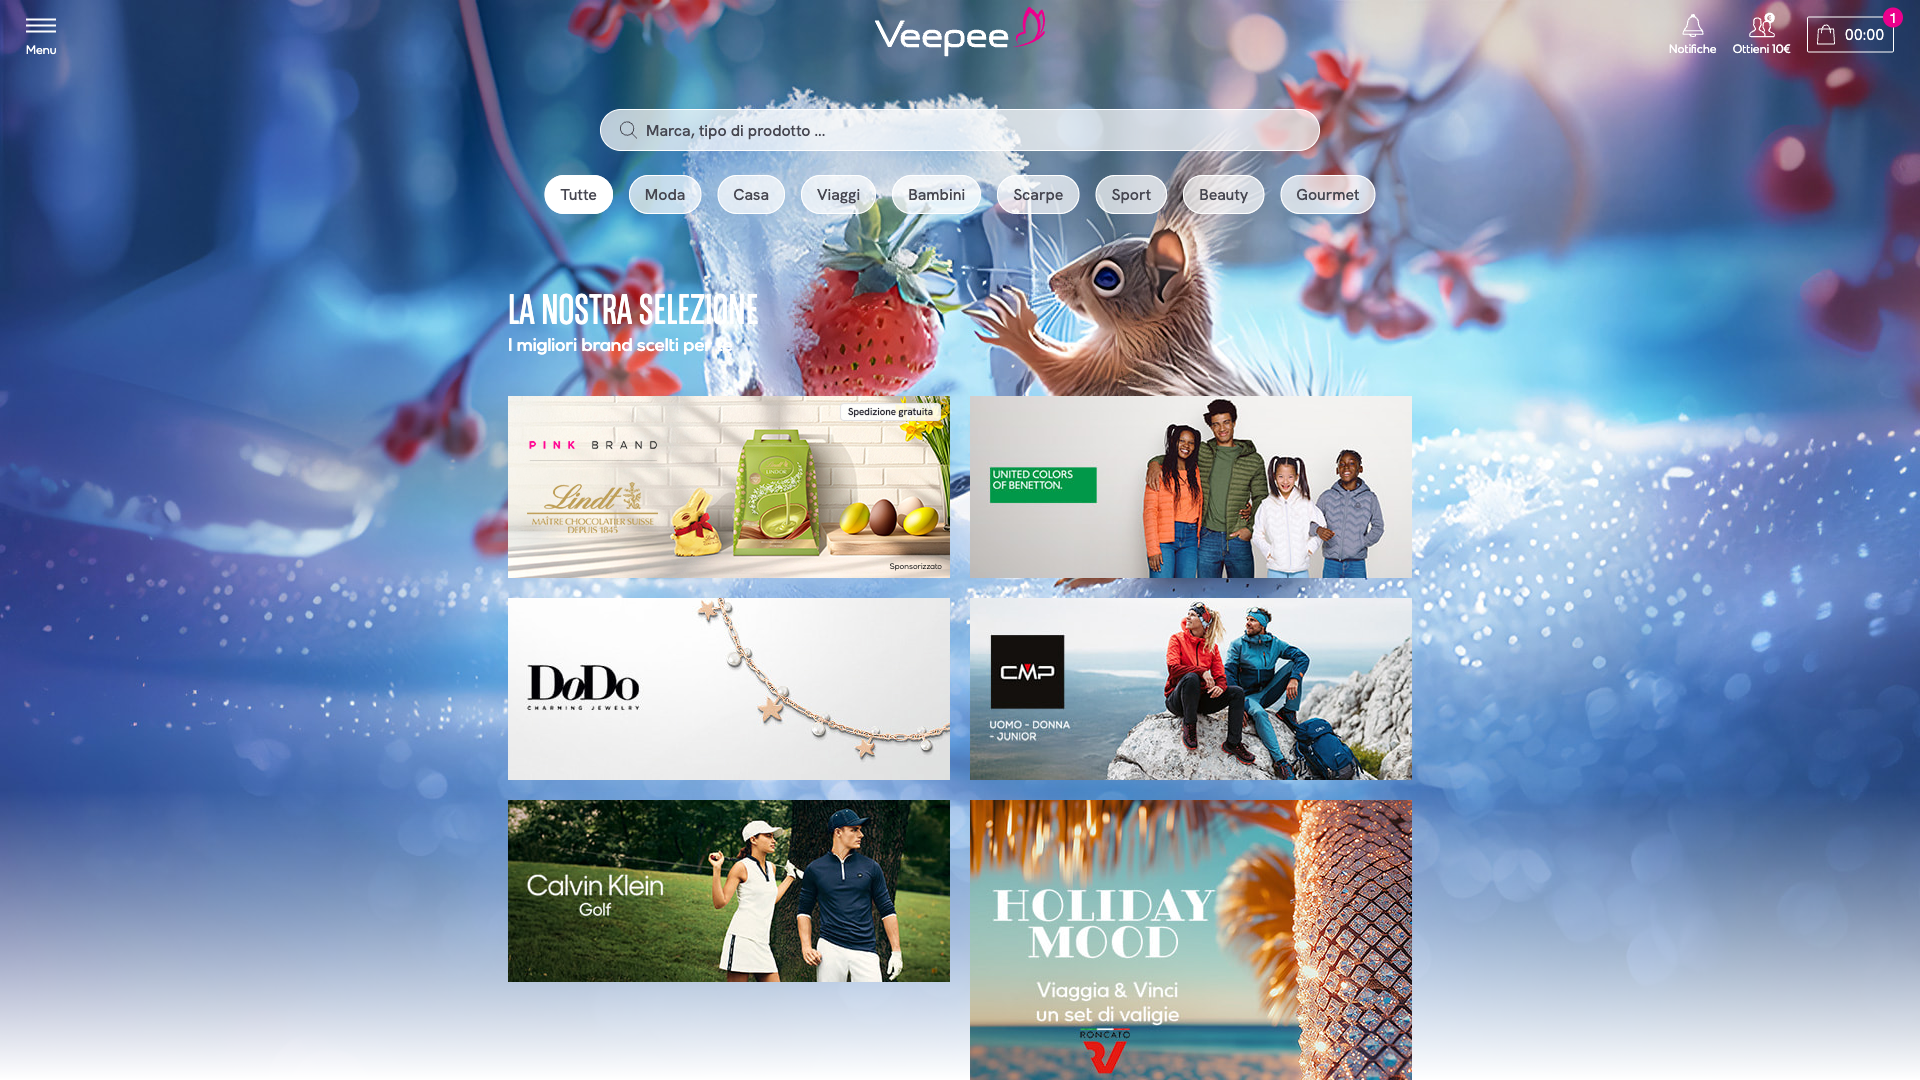 Menu
Veepee
Notifiche
Ottieni 10€
00:00
1
Marca, tipo di prodotto ...
Tutte
Moda
Casa
Viaggi
Bambini
Scarpe
Sport
Beauty
Gourmet
LA NOSTRA SELEZIONE
I migliori brand scelti per te
Spedizione gratuita
PINK BRAND
Lindt
MAÎTRE CHOCOLATIER SUISSE
DEPUIS 1845
Sponsorizzato
UNITED COLORS
OF BENETTON.
DoDo
CHARMING JEWELRY
CMP
UOMO - DONNA
- JUNIOR
Calvin Klein
Golf
HOLIDAY
MOOD
Viaggia & Vinci
un set di valigie
RONCATO